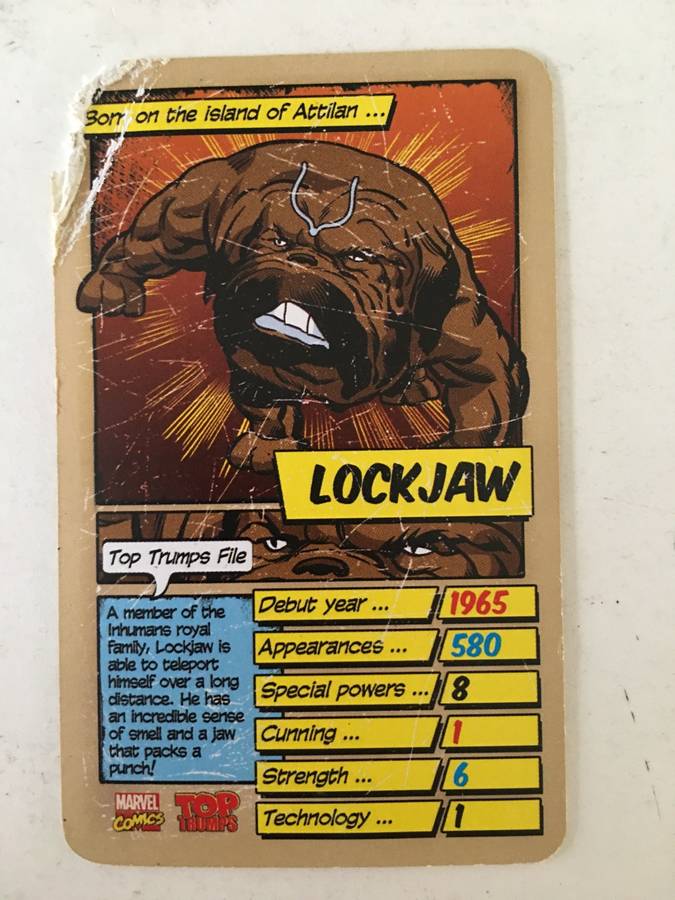 Born on the island of Attilan ...
LOCKJAW
Top Trumps File
A member of the
Inhumans royal
family, Lockjaw is
able to teleport
himself over a long
distance. He has
an incredible sense
of smell and a jaw
that packs a
punch!
Debut year ... 1965
Appearances ... 580
Special powers ... 8
Cunning ... 1
Strength ... 6
Technology ... 1
MARVEL
COMICS
TOP
TRUMPS